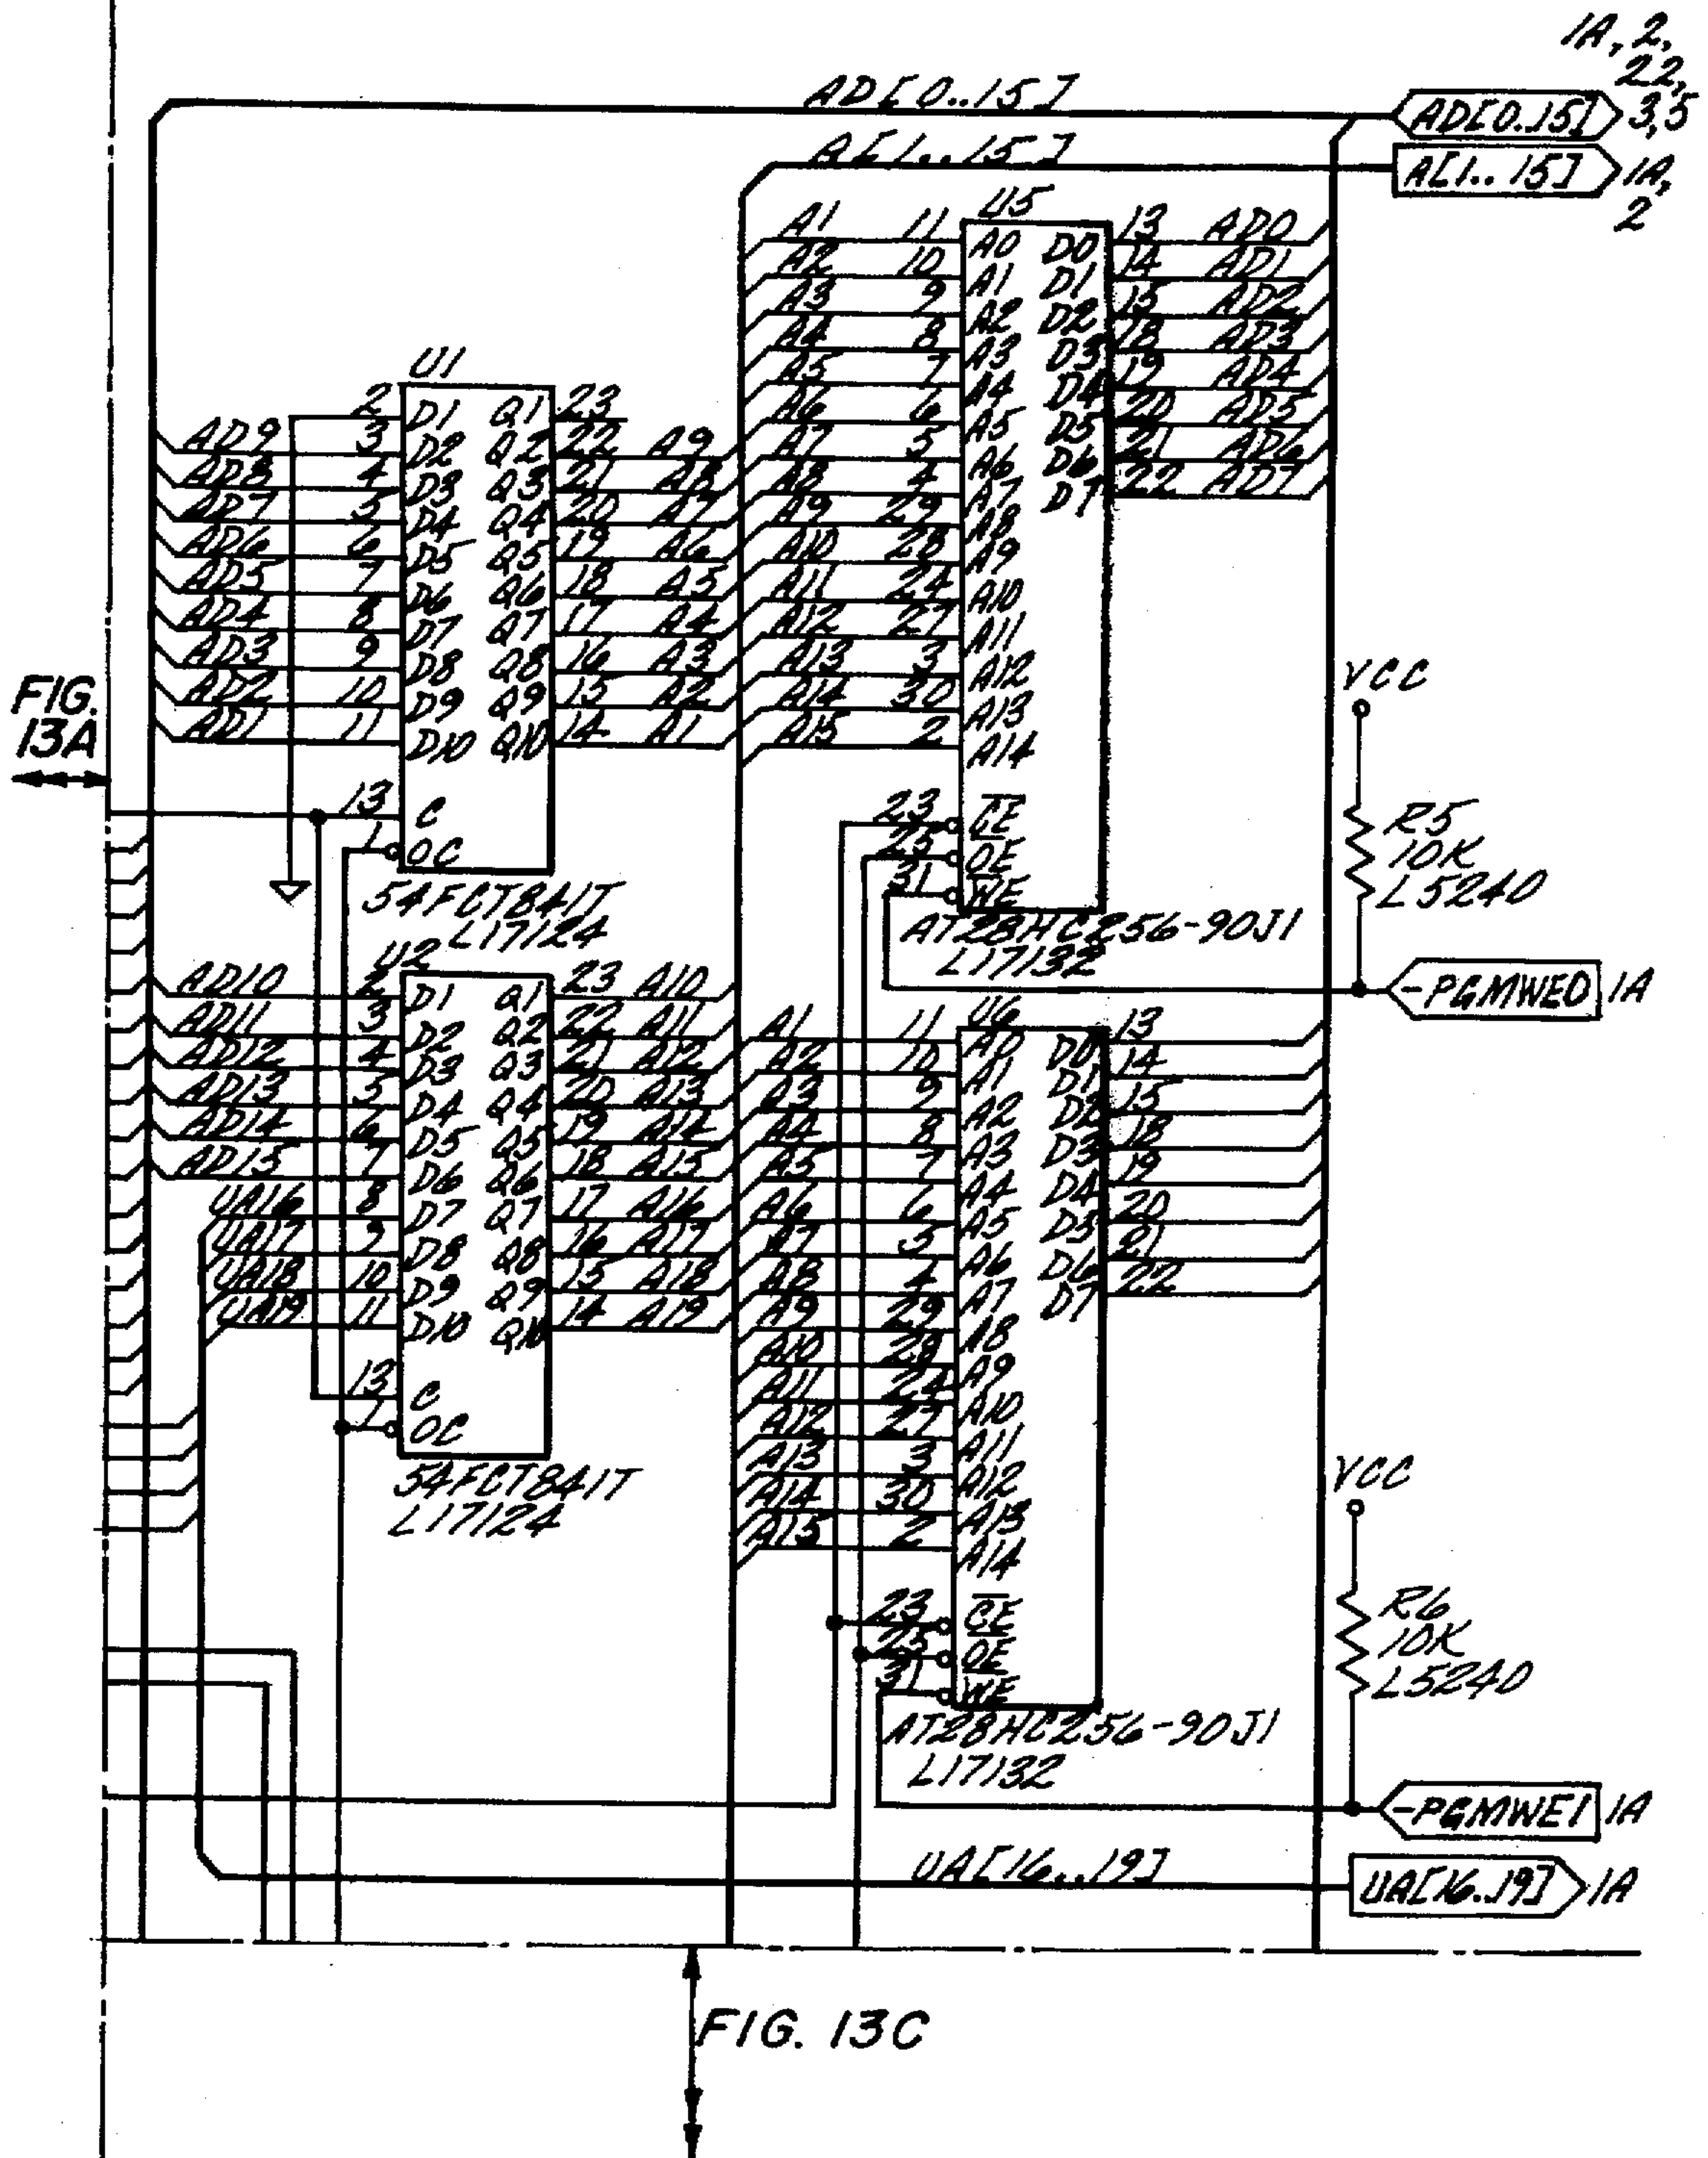 1A, 2,
22,
3,5
AD[0..15]
AD[0..15]
A[1..15]
A[1..15]
1A,
2
U5
A1 11 A0 D0 13 AD0
A2 10 A1 D1 14 AD1
A3 9 A2 D2 15 AD2
A4 8 A3 D3 18 AD3
A5 7 A4 D4 19 AD4
A6 6 A5 D5 20 AD5
A7 5 A6 D6 21 AD6
A8 4 A7 D7 22 AD7
A9 29 A8
A10 28 A9
A11 24 A10
A12 27 A11
A13 3 A12
A14 30 A13
A15 2 A14
23 CE
25 OE
31 WE
AT28HC256-90JI
L17132
U1
2 D1 Q1 23
AD9 3 D2 Q2 22 A9
AD8 4 D3 Q3 21 A8
AD7 5 D4 Q4 20 A7
AD6 6 D5 Q5 19 A6
AD5 7 D6 Q6 18 A5
AD4 8 D7 Q7 17 A4
AD3 9 D8 Q8 16 A3
AD2 10 D9 Q9 15 A2
AD1 11 D10 Q10 14 A1
13 C
1 OC
54FCT841T
L17124
FIG.
13A
VCC
R5
10K
L5240
-PGMWE0 1A
U2
AD10 2 D1 Q1 23 A10
AD11 3 D2 Q2 22 A11
AD12 4 D3 Q3 21 A12
AD13 5 D4 Q4 20 A13
AD14 6 D5 Q5 19 A14
AD15 7 D6 Q6 18 A15
UA16 8 D7 Q7 17 A16
UA17 9 D8 Q8 16 A17
UA18 10 D9 Q9 15 A18
UA19 11 D10 Q10 14 A19
13 C
1 OC
54FCT841T
L17124
U6
A1 11 A0 D0 13
A2 10 A1 D1 14
A3 9 A2 D2 15
A4 8 A3 D3 18
A5 7 A4 D4 19
A6 6 A5 D5 20
A7 5 A6 D6 21
A8 4 A7 D7 22
A9 29 A8
A10 28 A9
A11 24 A10
A12 27 A11
A13 3 A12
A14 30 A13
A15 2 A14
23 CE
25 OE
31 WE
AT28HC256-90JI
L17132
VCC
R6
10K
L5240
-PGMWE1 1A
UA[16..19]
UA[16..19] 1A
FIG. 13C